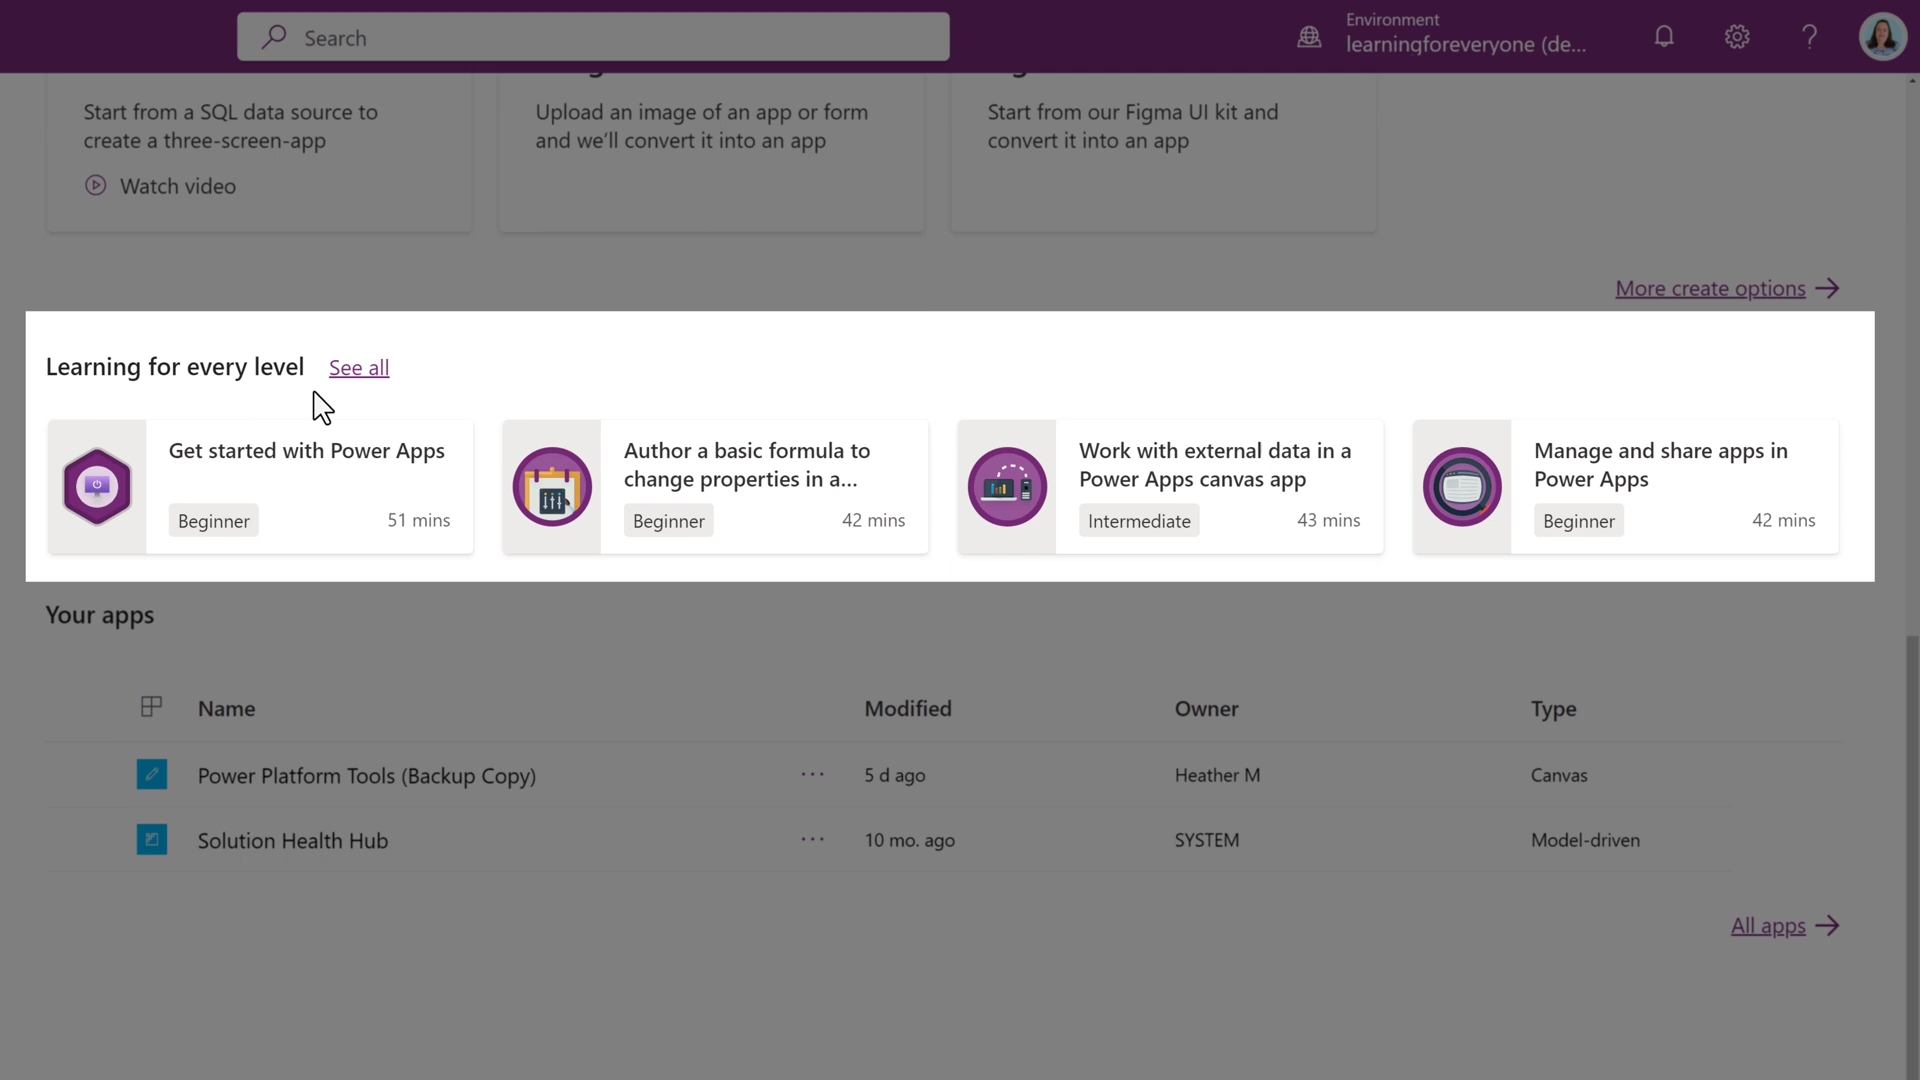 Search
Environment
learningforeveryone (de...
Start from a SQL data source to
create a three-screen-app
Watch video
Upload an image of an app or form
and we'll convert it into an app
Start from our Figma UI kit and
convert it into an app
More create options
Learning for every level
See all
Get started with Power Apps
Beginner
51 mins
Author a basic formula to
change properties in a...
Beginner
42 mins
Work with external data in a
Power Apps canvas app
Intermediate
43 mins
Manage and share apps in
Power Apps
Beginner
42 mins
Your apps
Name
Modified
Owner
Type
Power Platform Tools (Backup Copy)
5 d ago
Heather M
Canvas
Solution Health Hub
10 mo. ago
SYSTEM
Model-driven
All apps